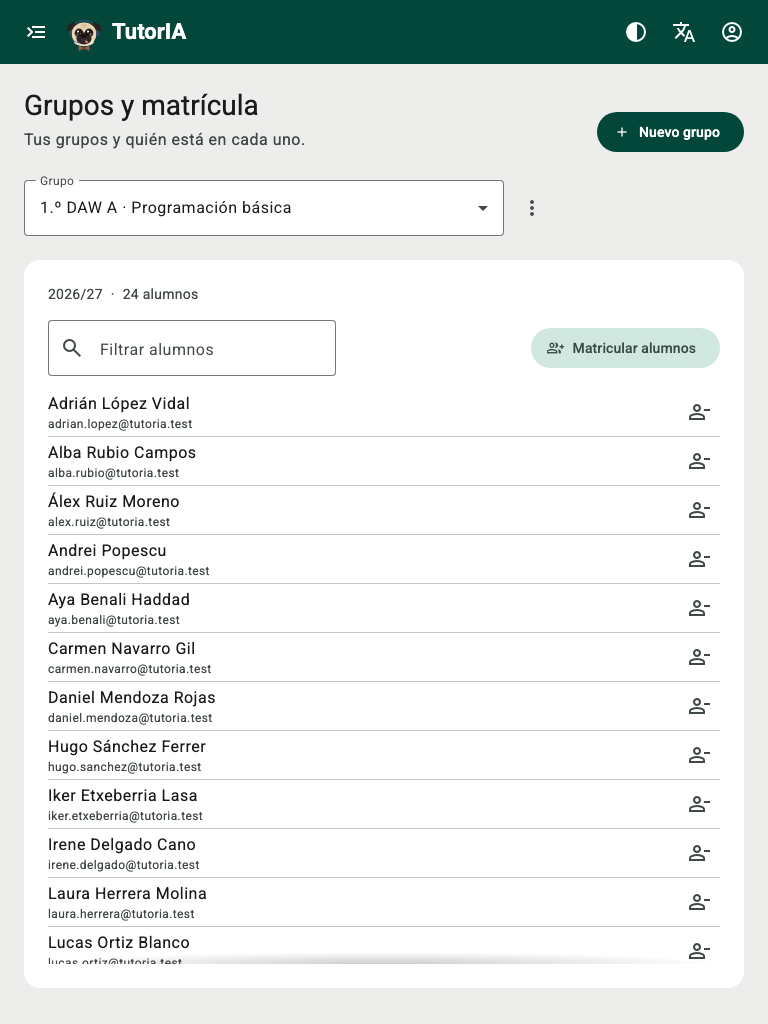 TutorIA
Grupos y matrícula
Tus grupos y quién está en cada uno.
+ Nuevo grupo
Grupo
1.º DAW A · Programación básica
2026/27 · 24 alumnos
Filtrar alumnos
Matricular alumnos
Adrián López Vidal
adrian.lopez@tutoria.test
Alba Rubio Campos
alba.rubio@tutoria.test
Álex Ruiz Moreno
alex.ruiz@tutoria.test
Andrei Popescu
andrei.popescu@tutoria.test
Aya Benali Haddad
aya.benali@tutoria.test
Carmen Navarro Gil
carmen.navarro@tutoria.test
Daniel Mendoza Rojas
daniel.mendoza@tutoria.test
Hugo Sánchez Ferrer
hugo.sanchez@tutoria.test
Iker Etxeberria Lasa
iker.etxeberria@tutoria.test
Irene Delgado Cano
irene.delgado@tutoria.test
Laura Herrera Molina
laura.herrera@tutoria.test
Lucas Ortiz Blanco
lucas.ortiz@tutoria.test